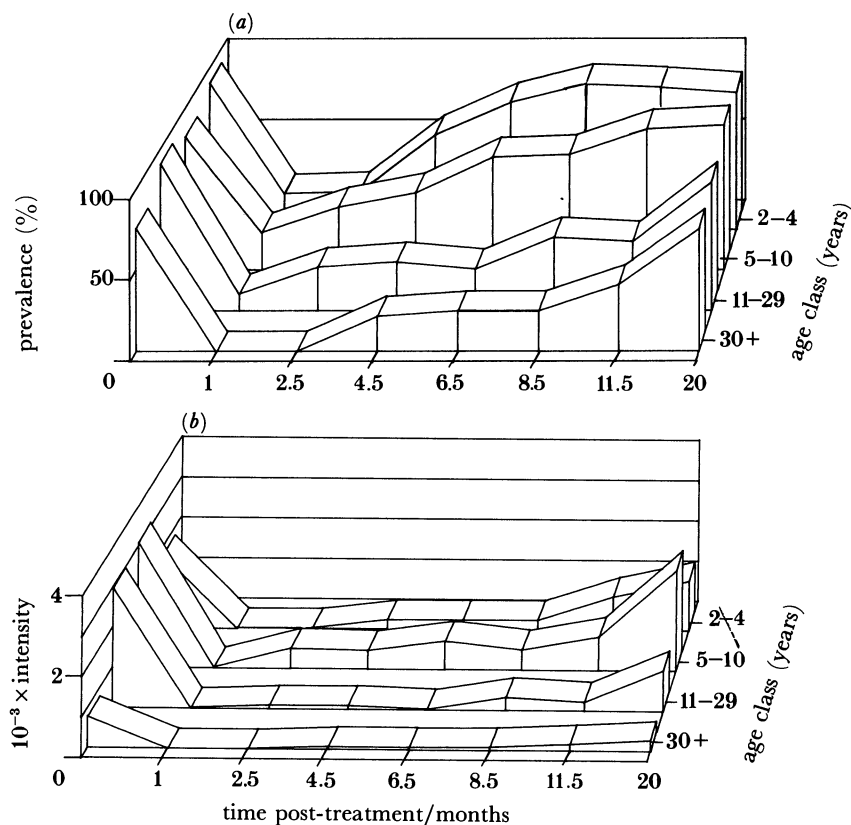 (a)
prevalence (%)
100
50
0 1 2.5 4.5 6.5 8.5 11.5 20
2–4
5–10
11–29
30+
age class (years)
(b)
10⁻³ × intensity
4
2
0 1 2.5 4.5 6.5 8.5 11.5 20
2–4
5–10
11–29
30+
age class (years)
time post-treatment/months